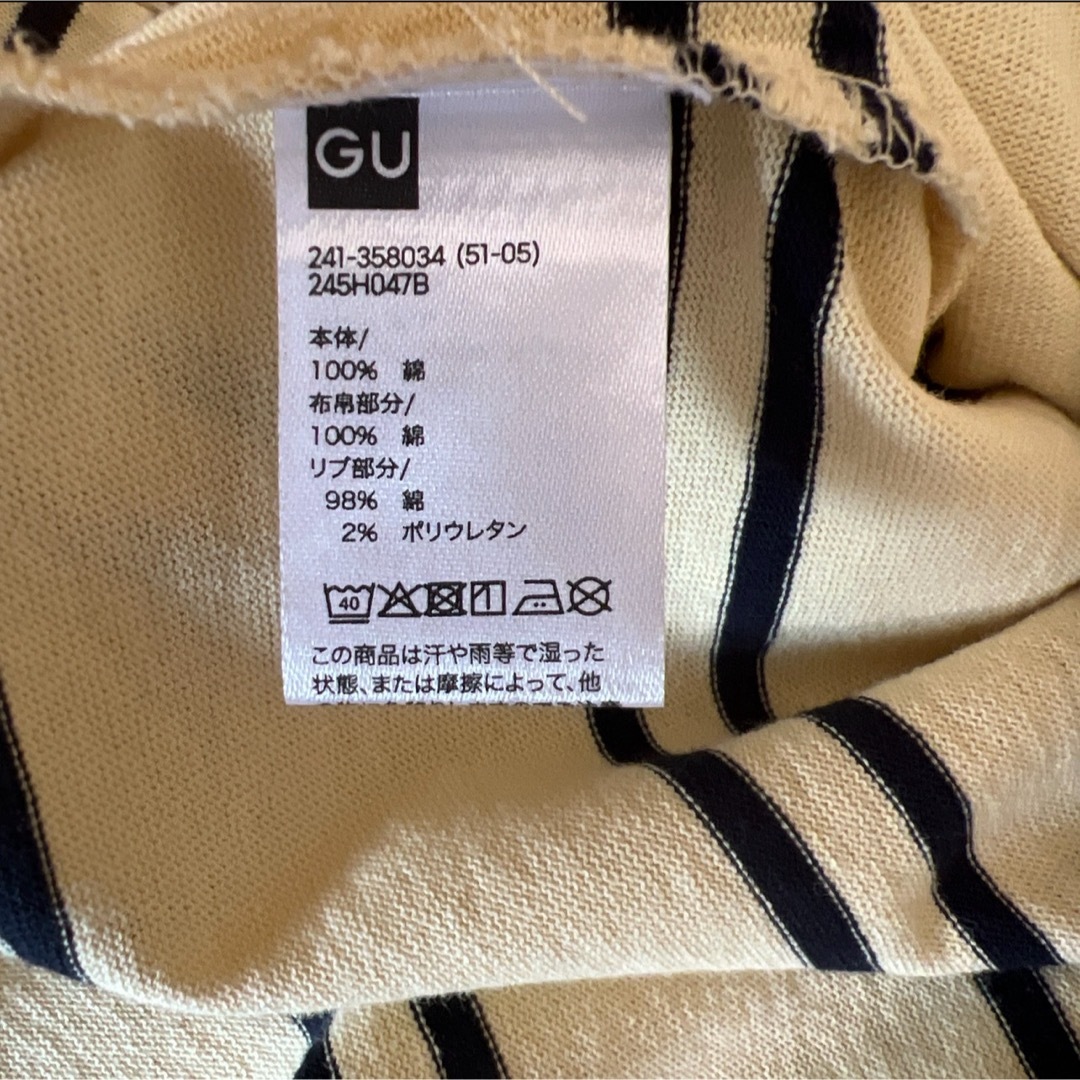 GU
241-358034 (51-05)
245H047B
本体/
100% 綿
布帛部分/
100% 綿
リブ部分/
98% 綿
2% ポリウレタン
40
この商品は汗や雨等で湿った
状態、または摩擦によって、他